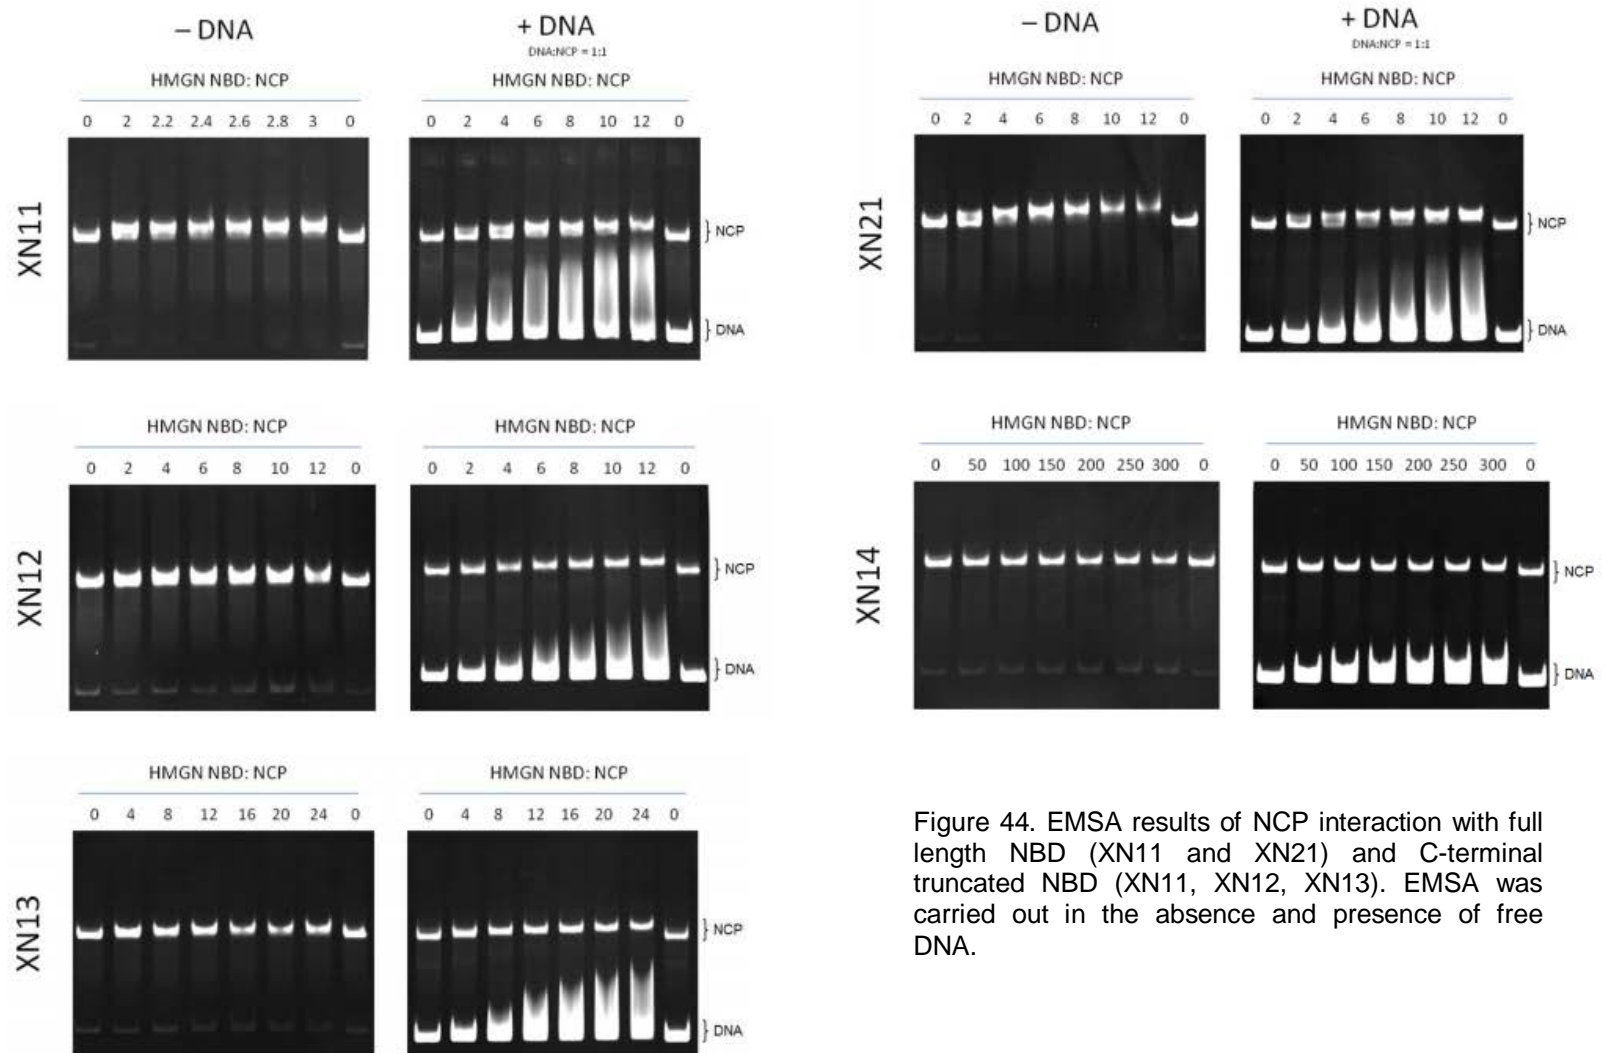 – DNA
+ DNA
DNA:NCP = 1:1
HMGN NBD: NCP
HMGN NBD: NCP
0 2 2.2 2.4 2.6 2.8 3 0
0 2 4 6 8 10 12 0
XN11
NCP
DNA
– DNA
+ DNA
DNA:NCP = 1:1
HMGN NBD: NCP
HMGN NBD: NCP
0 2 4 6 8 10 12 0
0 2 4 6 8 10 12 0
XN21
NCP
DNA
HMGN NBD: NCP
HMGN NBD: NCP
0 2 4 6 8 10 12 0
0 2 4 6 8 10 12 0
XN12
NCP
DNA
HMGN NBD: NCP
HMGN NBD: NCP
0 50 100 150 200 250 300 0
0 50 100 150 200 250 300 0
XN14
NCP
DNA
HMGN NBD: NCP
HMGN NBD: NCP
0 4 8 12 16 20 24 0
0 4 8 12 16 20 24 0
XN13
NCP
DNA
Figure 44. EMSA results of NCP interaction with full
length NBD (XN11 and XN21) and C-terminal
truncated NBD (XN11, XN12, XN13). EMSA was
carried out in the absence and presence of free
DNA.